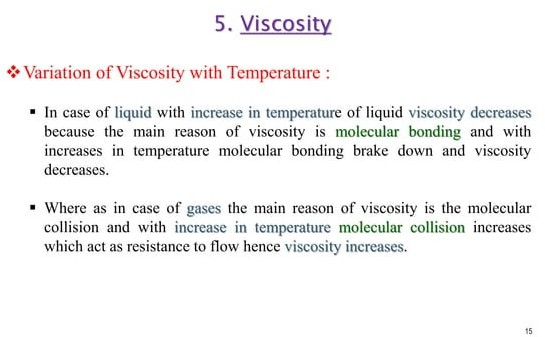 5. Viscosity
❖Variation of Viscosity with Temperature :
▪ In case of liquid with increase in temperature of liquid viscosity decreases
because the main reason of viscosity is molecular bonding and with
increases in temperature molecular bonding brake down and viscosity
decreases.
▪ Where as in case of gases the main reason of viscosity is the molecular
collision and with increase in temperature molecular collision increases
which act as resistance to flow hence viscosity increases.
15